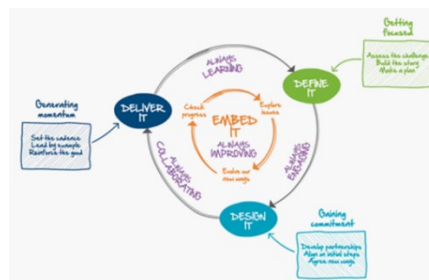 Getting
focused
Assess the challenge
Build the story
Make a plan
ALWAYS
LEARNING
DEFINE
IT
Generating
momentum
Set the cadence
Lead by example
Reinforce the good
DELIVER
IT
Check
progress
Explore
issues
EMBED
IT
ALWAYS
IMPROVING
Evolve our
new ways
ALWAYS
COLLABORATING
ALWAYS
ENGAGING
DESIGN
IT
Gaining
commitment
Develop partnerships
Align on initial steps
Agree new ways